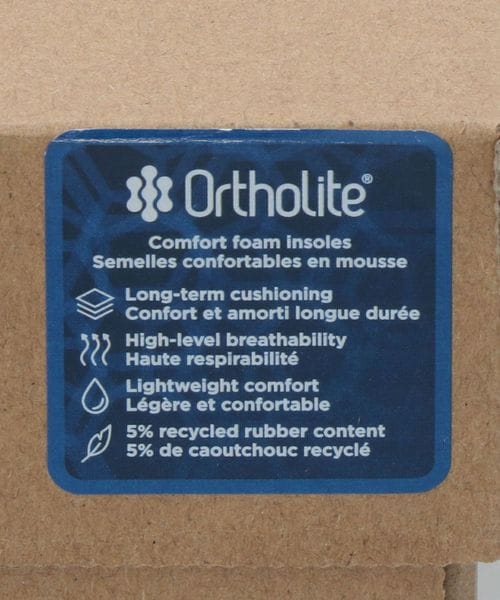 Ortholite®
Comfort foam insoles
Semelles confortables en mousse
Long-term cushioning
Confort et amorti longue durée
High-level breathability
Haute respirabilité
Lightweight comfort
Légère et confortable
5% recycled rubber content
5% de caoutchouc recyclé